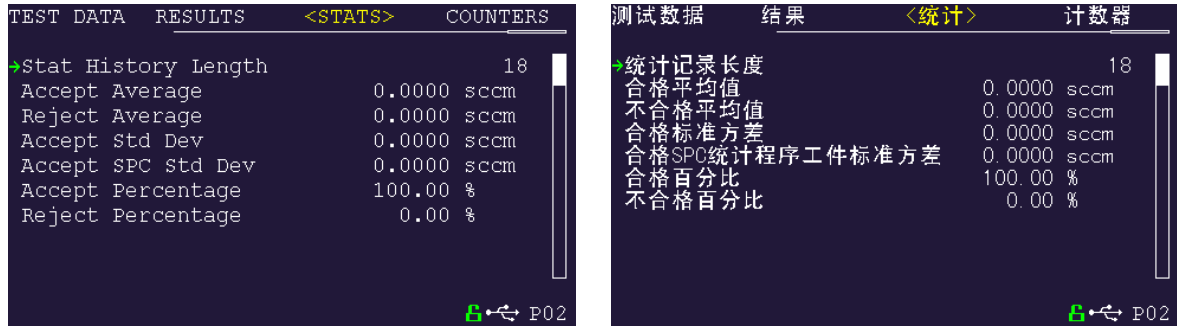 TEST DATA RESULTS <STATS> COUNTERS
→Stat History Length 18
Accept Average 0.0000 sccm
Reject Average 0.0000 sccm
Accept Std Dev 0.0000 sccm
Accept SPC Std Dev 0.0000 sccm
Accept Percentage 100.00 %
Reject Percentage 0.00 %
P02
测试数据 结果 <统计> 计数器
→统计记录长度 18
合格平均值 0.0000 sccm
不合格平均值 0.0000 sccm
合格标准方差 0.0000 sccm
合格SPC统计程序工件标准方差 0.0000 sccm
合格百分比 100.00 %
不合格百分比 0.00 %
P02